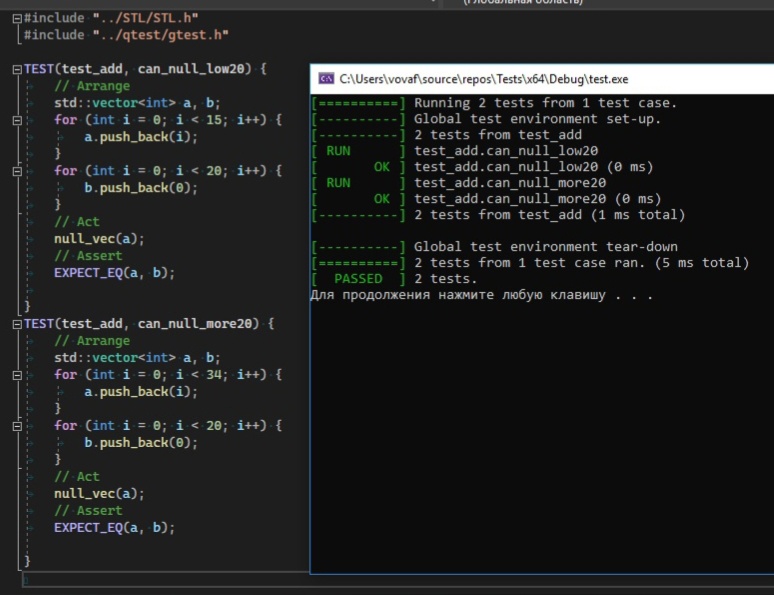 (Глобальная область)
#include "../STL/STL.h"
#include "../qtest/gtest.h"
TEST(test_add, can_null_low20) {
// Arrange
std::vector<int> a, b;
for (int i = 0; i < 15; i++) {
a.push_back(i);
}
for (int i = 0; i < 20; i++) {
b.push_back(0);
}
// Act
null_vec(a);
// Assert
EXPECT_EQ(a, b);
}
TEST(test_add, can_null_more20) {
// Arrange
std::vector<int> a, b;
for (int i = 0; i < 34; i++) {
a.push_back(i);
}
for (int i = 0; i < 20; i++) {
b.push_back(0);
}
// Act
null_vec(a);
// Assert
EXPECT_EQ(a, b);
}
C:\Users\vovaf\source\repos\Tests\x64\Debug\test.exe
[==========] Running 2 tests from 1 test case.
[----------] Global test environment set-up.
[----------] 2 tests from test_add
[ RUN      ] test_add.can_null_low20
[       OK ] test_add.can_null_low20 (0 ms)
[ RUN      ] test_add.can_null_more20
[       OK ] test_add.can_null_more20 (0 ms)
[----------] 2 tests from test_add (1 ms total)
[----------] Global test environment tear-down
[==========] 2 tests from 1 test case ran. (5 ms total)
[  PASSED  ] 2 tests.
Для продолжения нажмите любую клавишу . . .